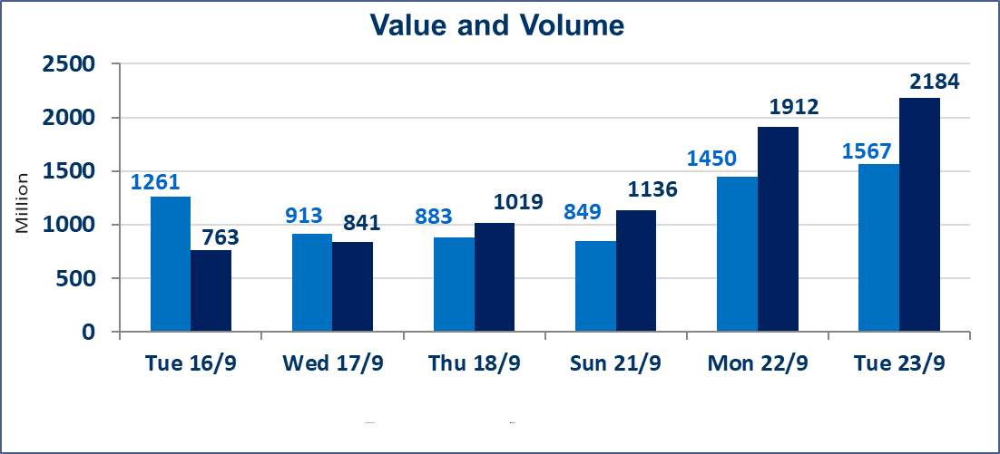 Value and Volume
2500
2000
1500
1000
500
0
Million
1261
763
913
841
883
1019
849
1136
1450
1912
1567
2184
Tue 16/9
Wed 17/9
Thu 18/9
Sun 21/9
Mon 22/9
Tue 23/9